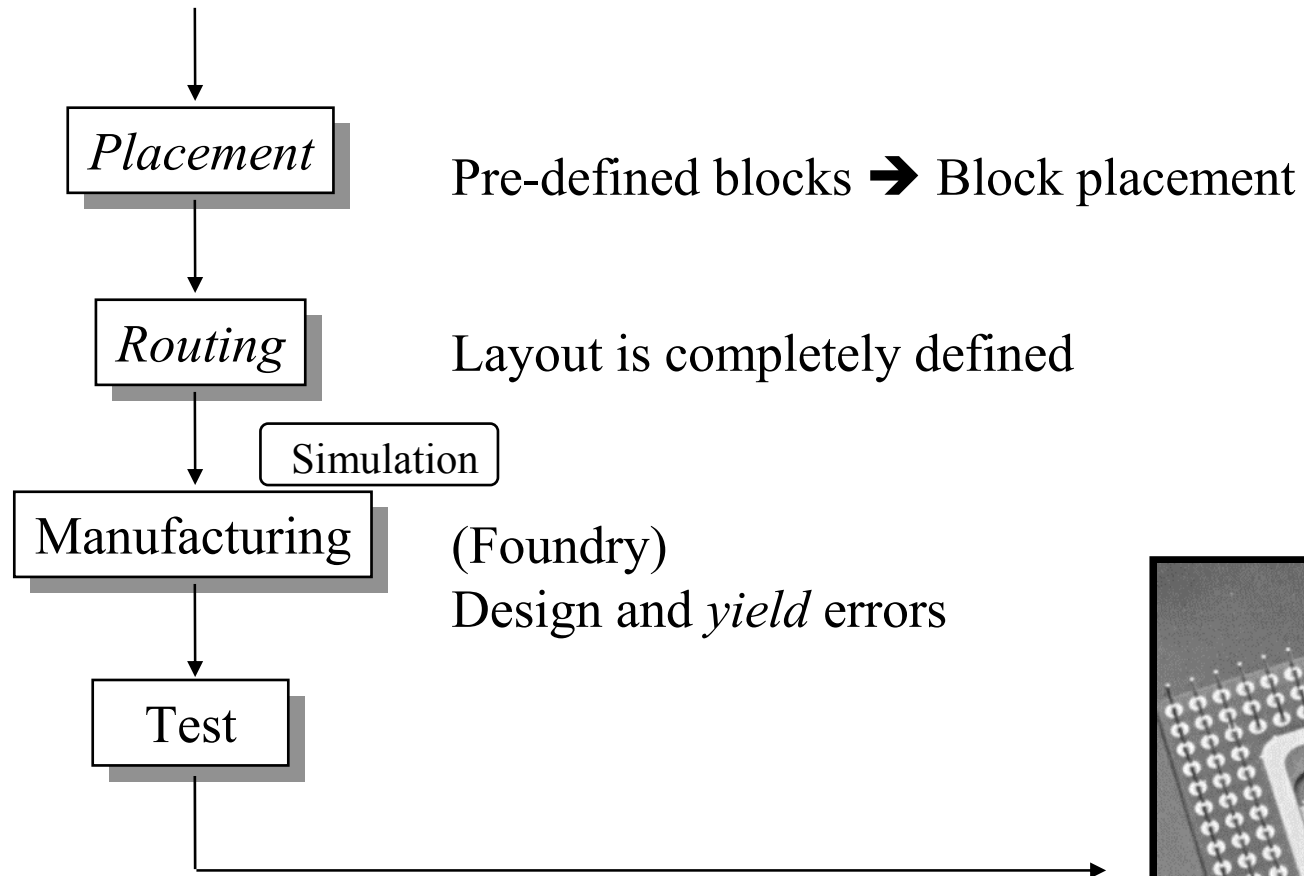 Placement
Pre-defined blocks ➔ Block placement
Routing
Layout is completely defined
Simulation
Manufacturing
(Foundry)
Design and yield errors
Test